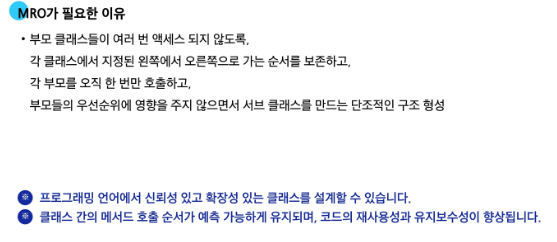 MRO가 필요한 이유
• 부모 클래스들이 여러 번 액세스 되지 않도록,
각 클래스에서 지정된 왼쪽에서 오른쪽으로 가는 순서를 보존하고,
각 부모를 오직 한 번만 호출하고,
부모들의 우선순위에 영향을 주지 않으면서 서브 클래스를 만드는 단조적인 구조 형성
※ 프로그래밍 언어에서 신뢰성 있고 확장성 있는 클래스를 설계할 수 있습니다.
※ 클래스 간의 메서드 호출 순서가 예측 가능하게 유지되며, 코드의 재사용성과 유지보수성이 향상됩니다.